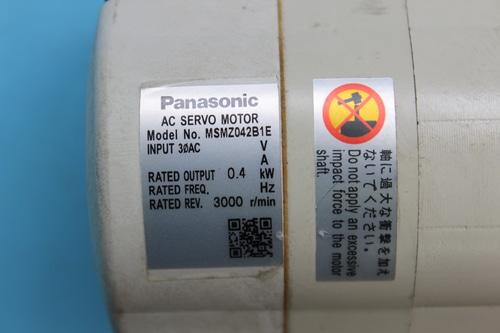 Panasonic
AC SERVO MOTOR
Model No. MSMZ042B1E
INPUT 3øAC V
A
RATED OUTPUT 0.4 kW
RATED FREQ. Hz
RATED REV. 3000 r/min
軸に過大な衝撃を加え
ないでください。
Do not apply an excessive
impact force to the motor
shaft.